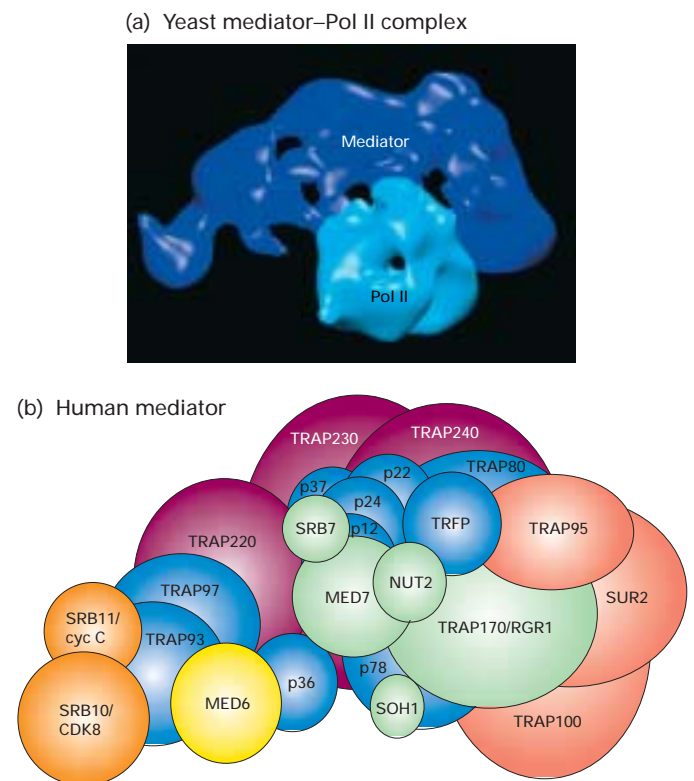 (a) Yeast mediator–Pol II complex
Mediator
Pol II
(b) Human mediator
TRAP230
TRAP240
TRAP80
p22
p37
p24
SRB7
p12
TRFP
TRAP95
TRAP220
TRAP97
MED7
NUT2
SUR2
SRB11/
cyc C
TRAP93
TRAP170/RGR1
p36
p78
SRB10/
CDK8
MED6
SOH1
TRAP100